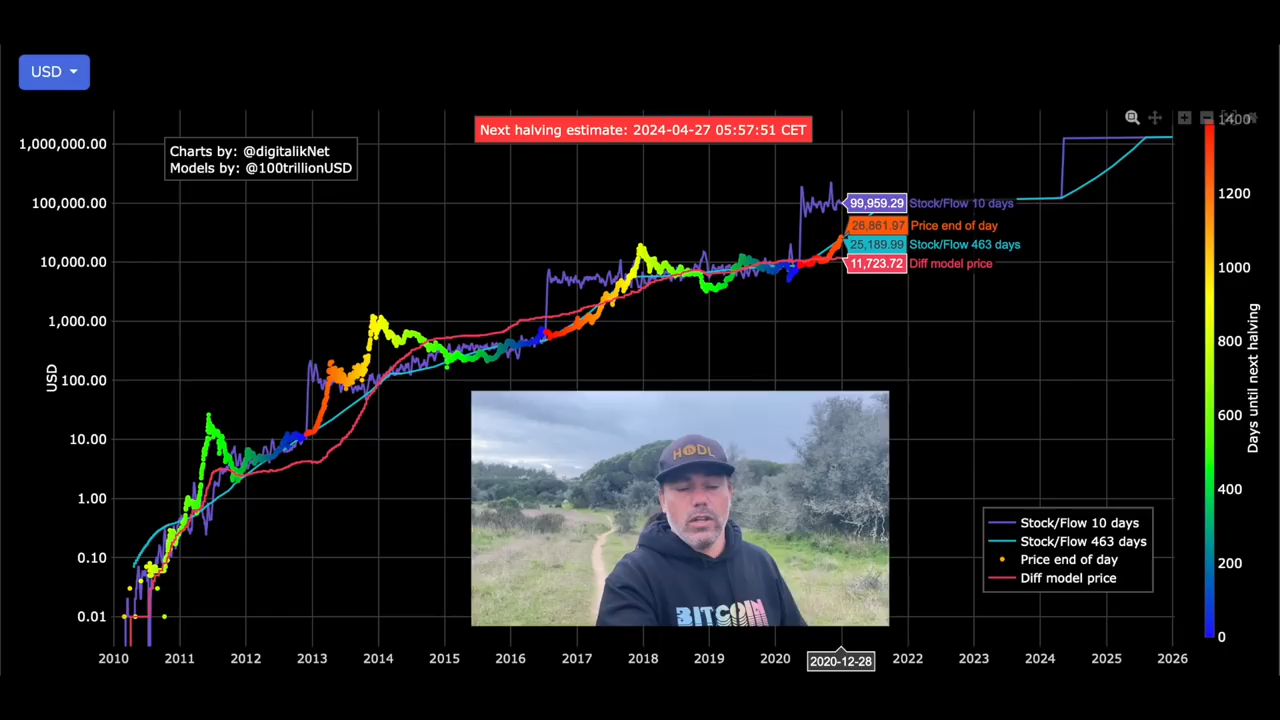 USD
Next halving estimate: 2024-04-27 05:57:51 CET
Charts by: @digitalikNet
Models by: @100trillionUSD
1,000,000.00
100,000.00
10,000.00
1,000.00
100.00
10.00
1.00
0.10
0.01
USD
99,959.29 Stock/Flow 10 days
26,861.97 Price end of day
25,189.99 Stock/Flow 463 days
11,723.72 Diff model price
1400
1200
1000
800
600
400
200
0
Days until next halving
HODL
BITCOIN
Stock/Flow 10 days
Stock/Flow 463 days
Price end of day
Diff model price
2010 2011 2012 2013 2014 2015 2016 2017 2018 2019 2020 2020-12-28 2022 2023 2024 2025 2026